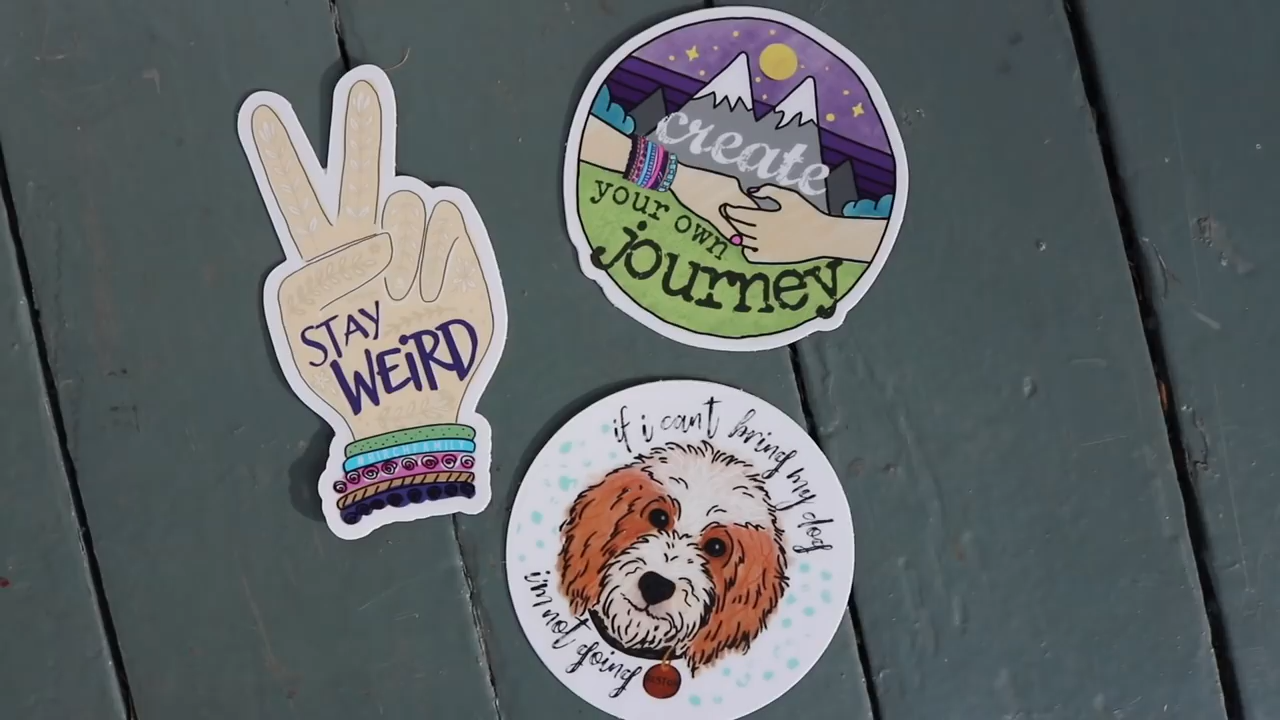 STAY
WEiRD
create
your own
journey
if i can't bring my dog
i'm not going